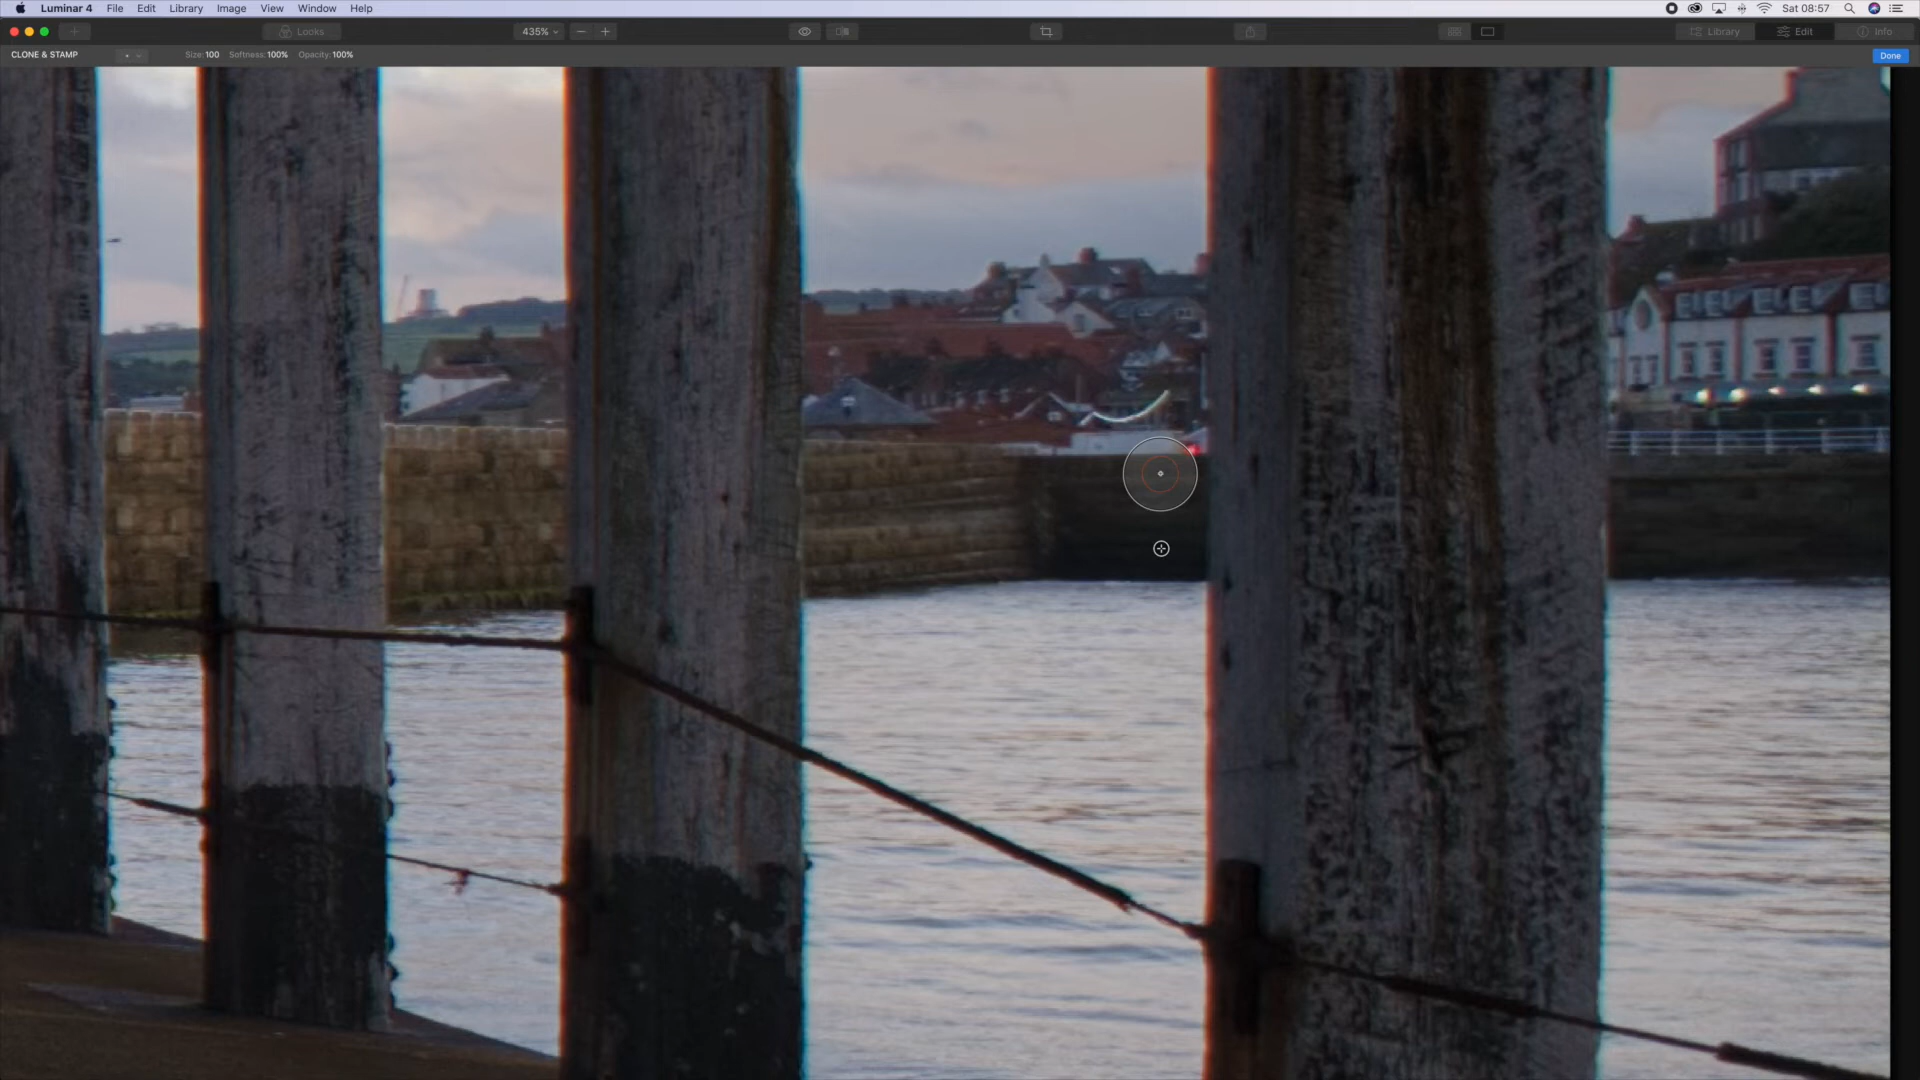 Luminar 4 File Edit Library Image View Window Help Sat 08:57
Looks 435% Library Edit Info
CLONE & STAMP Size: 100 Softness: 100% Opacity: 100% Done